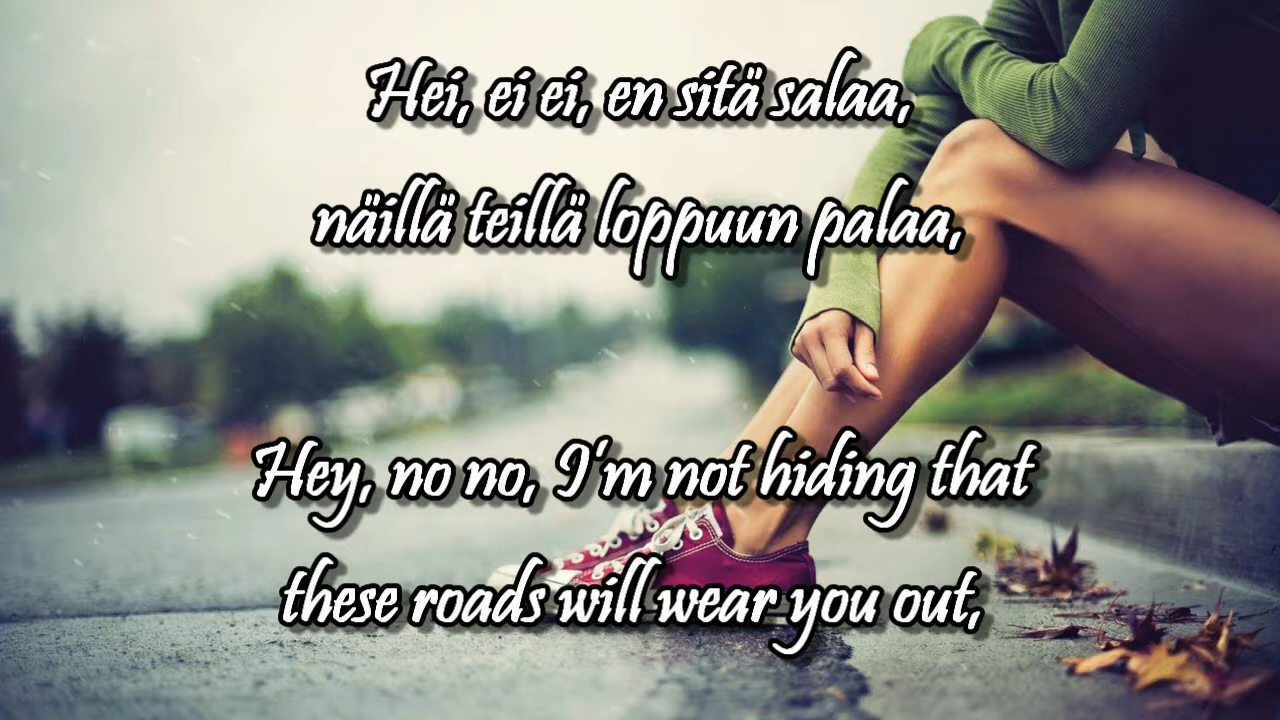 Hei, ei ei, en sitä salaa,
näillä teillä loppuun palaa,
Hey, no no, I'm not hiding that
these roads will wear you out,